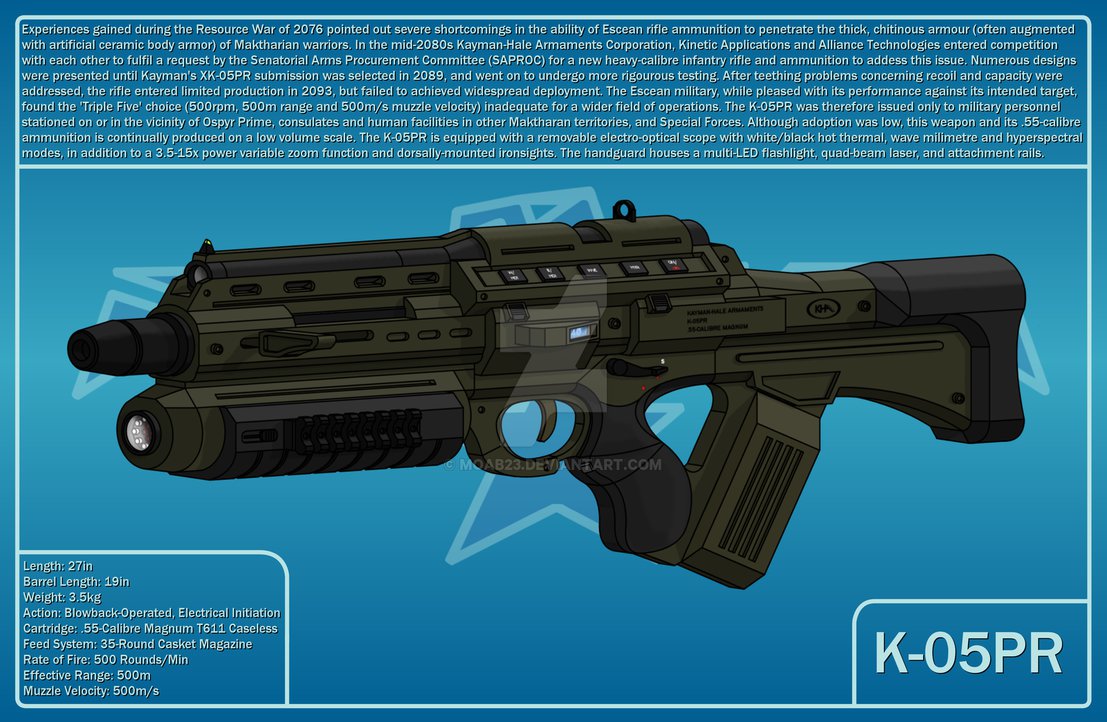 Experiences gained during the Resource War of 2076 pointed out severe shortcomings in the ability of Escean rifle ammunition to penetrate the thick, chitinous armour (often augmented
with artificial ceramic body armor) of Maktharian warriors. In the mid-2080s Kayman-Hale Armaments Corporation, Kinetic Applications and Alliance Technologies entered competition
with each other to fulfil a request by the Senatorial Arms Procurement Committee (SAPROC) for a new heavy-calibre infantry rifle and ammunition to addess this issue. Numerous designs
were presented until Kayman's XK-05PR submission was selected in 2089, and went on to undergo more rigourous testing. After teething problems concerning recoil and capacity were
addressed, the rifle entered limited production in 2093, but failed to achieved widespread deployment. The Escean military, while pleased with its performance against its intended target,
found the 'Triple Five' choice (500rpm, 500m range and 500m/s muzzle velocity) inadequate for a wider field of operations. The K-05PR was therefore issued only to military personnel
stationed on or in the vicinity of Ospyr Prime, consulates and human facilities in other Maktharan territories, and Special Forces. Although adoption was low, this weapon and its .55-calibre
ammunition is continually produced on a low volume scale. The K-05PR is equipped with a removable electro-optical scope with white/black hot thermal, wave milimetre and hyperspectral
modes, in addition to a 3.5-15x power variable zoom function and dorsally-mounted ironsights. The handguard houses a multi-LED flashlight, quad-beam laser, and attachment rails.
KAYMAN-HALE ARMAMENTS
K-05PR
.55-CALIBRE MAGNUM
KH
S
© MOAB23.DEVIANTART.COM
Length: 27in
Barrel Length: 19in
Weight: 3.5kg
Action: Blowback-Operated, Electrical Initiation
Cartridge: .55-Calibre Magnum T611 Caseless
Feed System: 35-Round Casket Magazine
Rate of Fire: 500 Rounds/Min
Effective Range: 500m
Muzzle Velocity: 500m/s
K-05PR